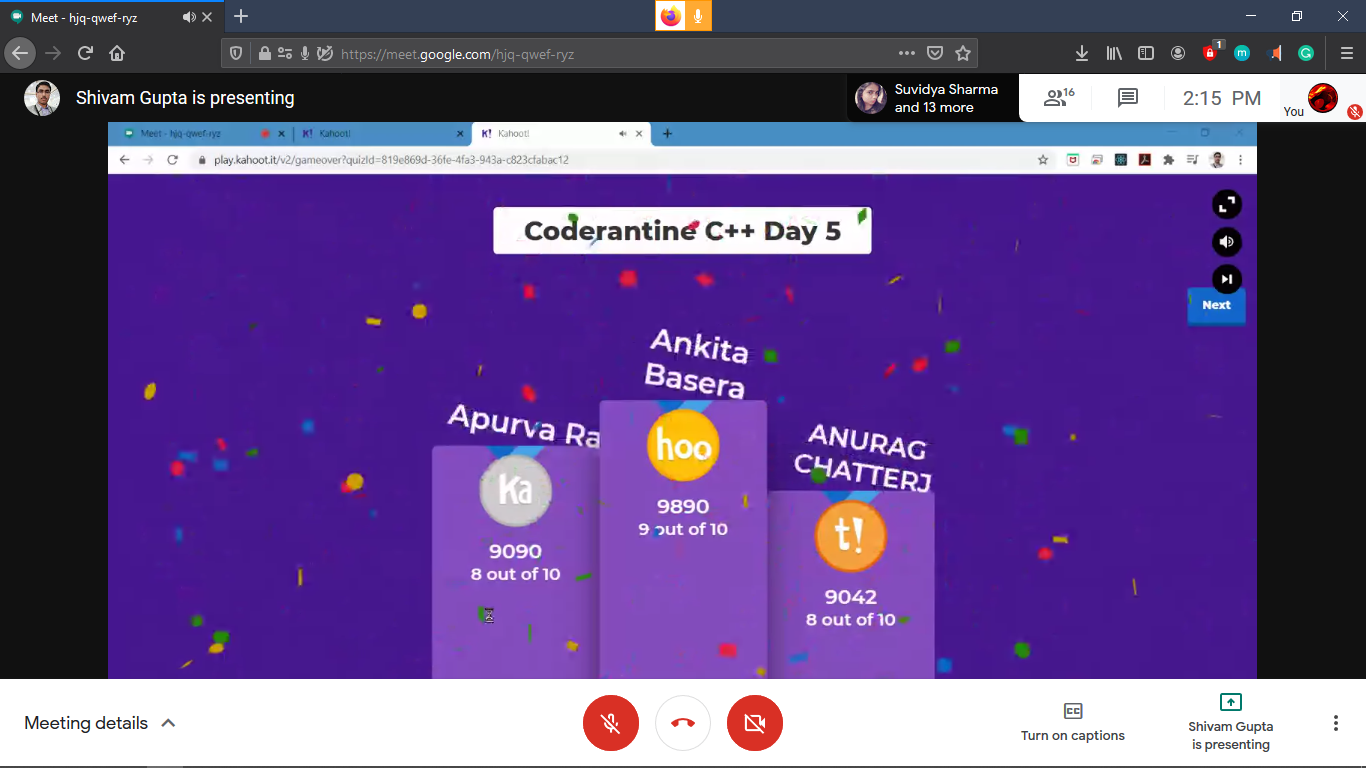 Meet - hjq-qwef-ryz
https://meet.google.com/hjq-qwef-ryz
1
Shivam Gupta is presenting
Suvidya Sharma
and 13 more
16
2:15 PM
You
Meet - hjq-qwef-ryz
K! Kahoot!
K! Kahoot!
play.kahoot.it/v2/gameover?quizId=819e869d-36fe-4fa3-943a-c823cfabac12
Coderantine C++ Day 5
Next
Ankita
Basera
hoo
9890
9 out of 10
Apurva Ra
Ka
9090
8 out of 10
ANURAG
CHATTERJ
t!
9042
8 out of 10
Meeting details
CC
Turn on captions
Shivam Gupta
is presenting